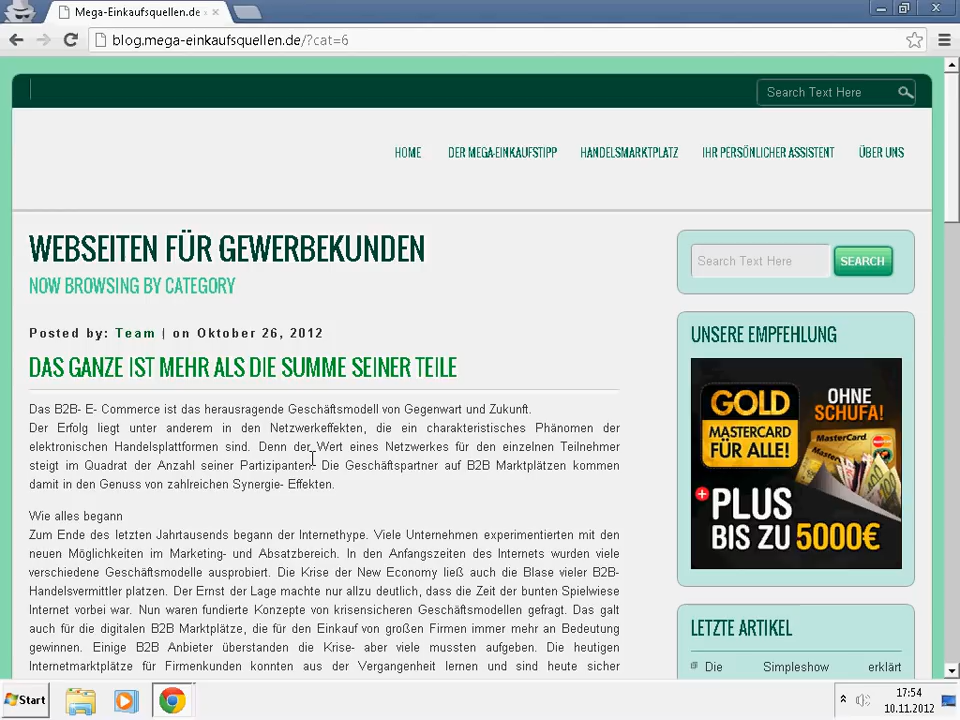 Mega-Einkaufsquellen.de
blog.mega-einkaufsquellen.de/?cat=6
Search Text Here
HOME DER MEGA-EINKAUFSTIPP HANDELSMARKTPLATZ IHR PERSÖNLICHER ASSISTENT ÜBER UNS
WEBSEITEN FÜR GEWERBEKUNDEN
NOW BROWSING BY CATEGORY
Posted by: Team | on Oktober 26, 2012
DAS GANZE IST MEHR ALS DIE SUMME SEINER TEILE
Das B2B- E- Commerce ist das herausragende Geschäftsmodell von Gegenwart und Zukunft.
Der Erfolg liegt unter anderem in den Netzwerkeffekten, die ein charakteristisches Phänomen der
elektronischen Handelsplattformen sind. Denn der Wert eines Netzwerkes für den einzelnen Teilnehmer
steigt im Quadrat der Anzahl seiner Partizipanten. Die Geschäftspartner auf B2B Marktplätzen kommen
damit in den Genuss von zahlreichen Synergie- Effekten.
Wie alles begann
Zum Ende des letzten Jahrtausends begann der Internethype. Viele Unternehmen experimentierten mit den
neuen Möglichkeiten im Marketing- und Absatzbereich. In den Anfangszeiten des Internets wurden viele
verschiedene Geschäftsmodelle ausprobiert. Die Krise der New Economy ließ auch die Blase vieler B2B-
Handelsvermittler platzen. Der Ernst der Lage machte nur allzu deutlich, dass die Zeit der bunten Spielwiese
Internet vorbei war. Nun waren fundierte Konzepte von krisensicheren Geschäftsmodellen gefragt. Das galt
auch für die digitalen B2B Marktplätze, die für den Einkauf von großen Firmen immer mehr an Bedeutung
gewinnen. Einige B2B Anbieter überstanden die Krise- aber viele mussten aufgeben. Die heutigen
Internetmarktplätze für Firmenkunden konnten aus der Vergangenheit lernen und sind heute sicher
Search Text Here
SEARCH
UNSERE EMPFEHLUNG
GOLD
MASTERCARD
FÜR ALLE!
OHNE
SCHUFA!
MasterCard
+ PLUS
BIS ZU 5000€
LETZTE ARTIKEL
Die Simpleshow erklärt
Start
17:54
10.11.2012